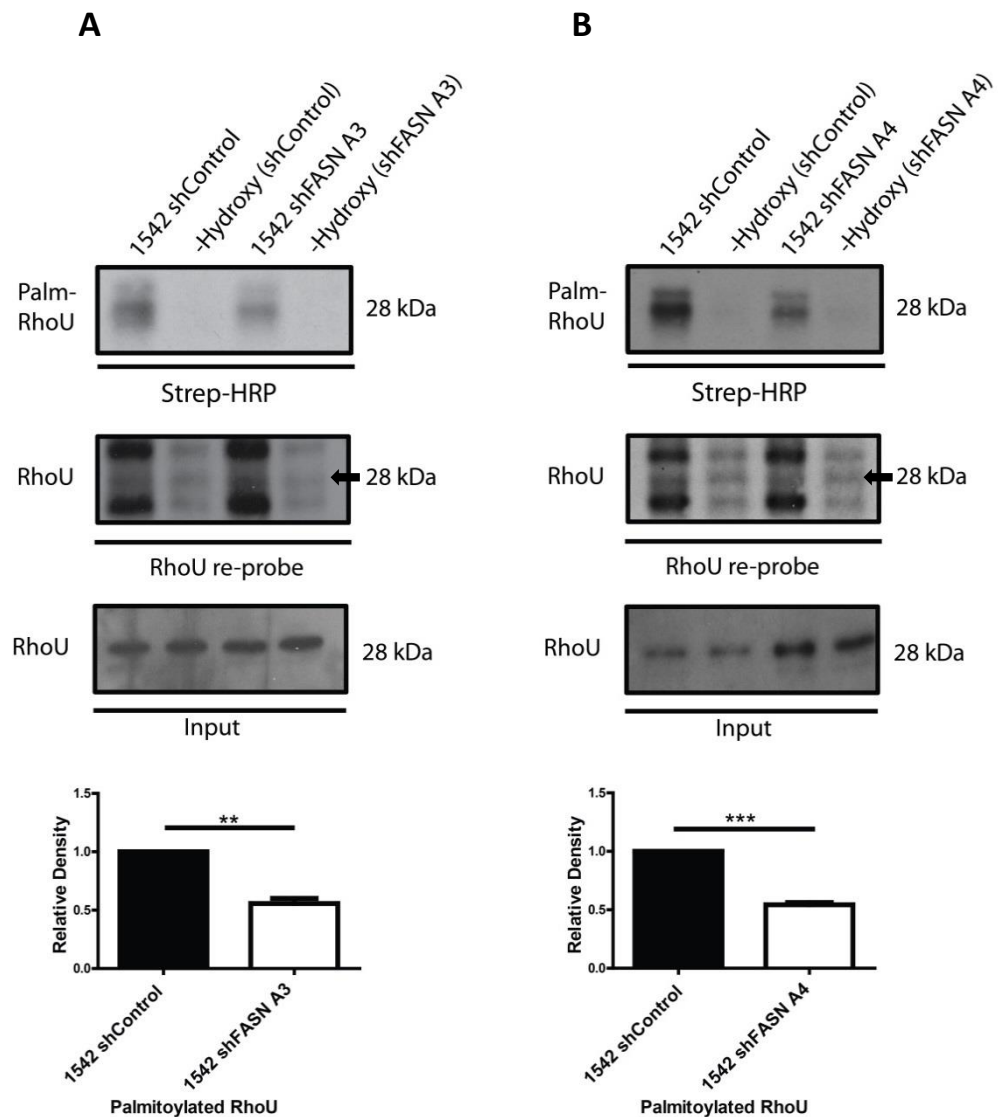 A
1542 shControl
-Hydroxy (shControl)
1542 shFASN A3
-Hydroxy (shFASN A3)
Palm-
RhoU
28 kDa
Strep-HRP
RhoU
28 kDa
RhoU re-probe
RhoU
28 kDa
Input
1.5
1.0
0.5
0.0
Relative Density
**
1542 shControl
1542 shFASN A3
Palmitoylated RhoU
B
1542 shControl
-Hydroxy (shControl)
1542 shFASN A4
-Hydroxy (shFASN A4)
Palm-
RhoU
28 kDa
Strep-HRP
RhoU
28 kDa
RhoU re-probe
RhoU
28 kDa
Input
1.5
1.0
0.5
0.0
Relative Density
***
1542 shControl
1542 shFASN A4
Palmitoylated RhoU